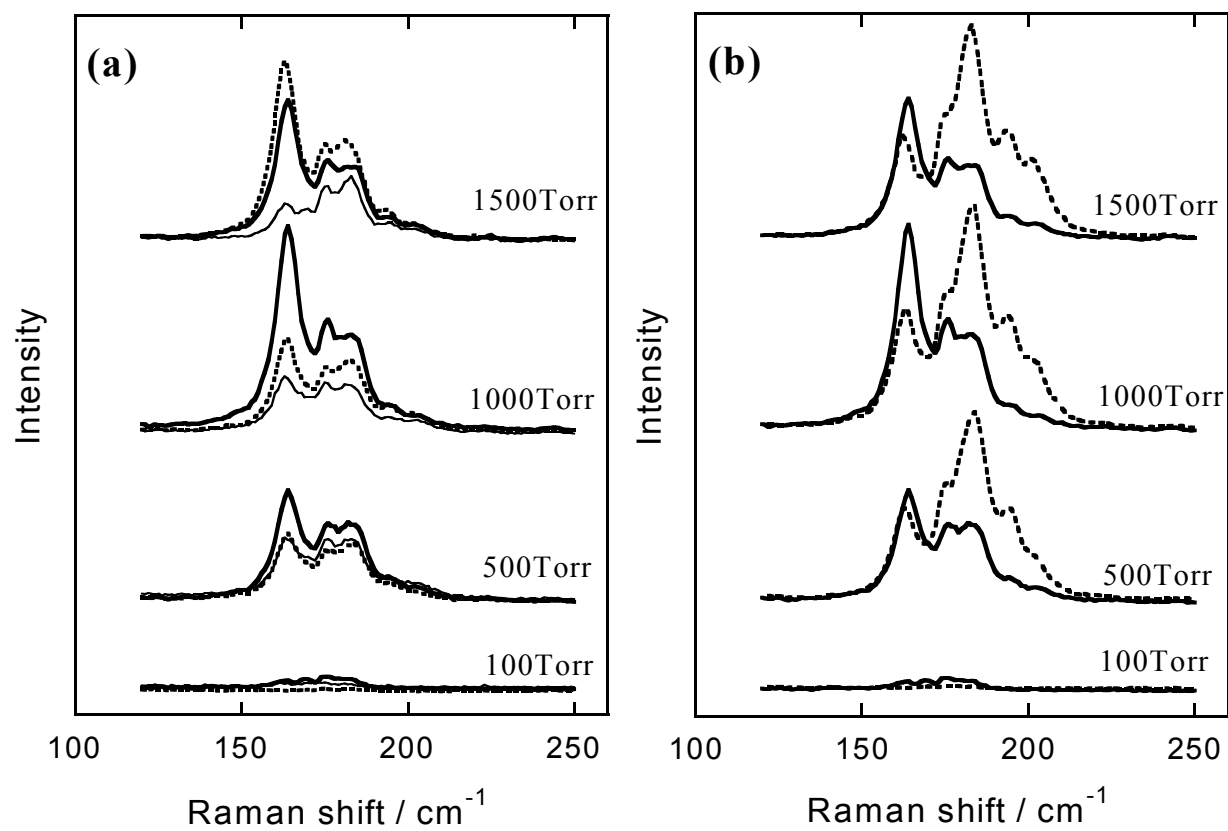 (a)
1500Torr
1000Torr
500Torr
100Torr
Intensity
100 150 200 250
Raman shift / cm-1
(b)
1500Torr
1000Torr
500Torr
100Torr
Intensity
100 150 200 250
Raman shift / cm-1